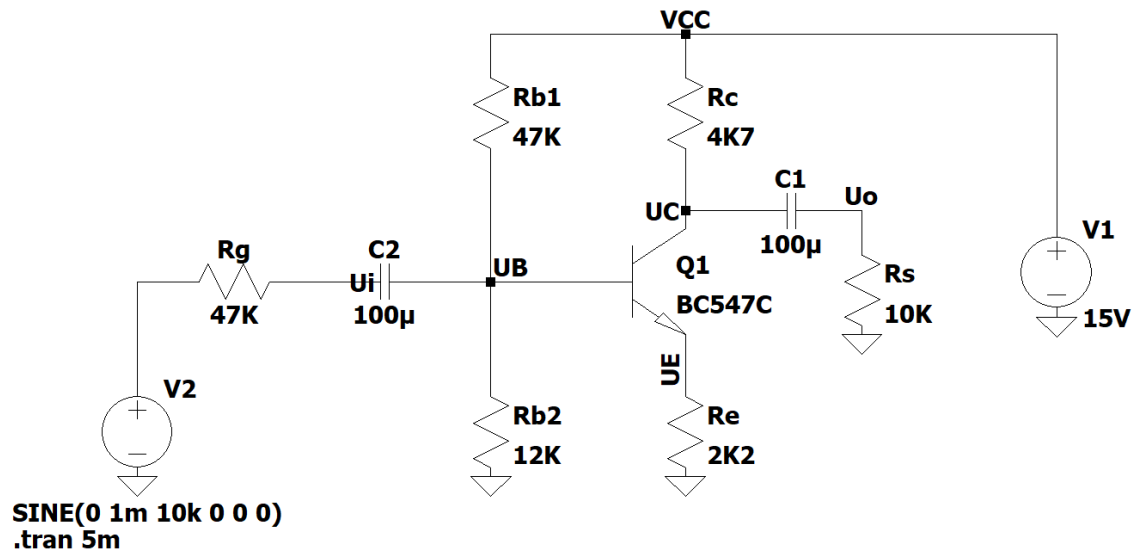 VCC
Rb1
47K
Rc
4K7
C1
100µ
Uo
UC
V1
15V
Rg
47K
Ui
C2
100µ
UB
Q1
BC547C
Rs
10K
UE
V2
Rb2
12K
Re
2K2
SINE(0 1m 10k 0 0 0)
.tran 5m